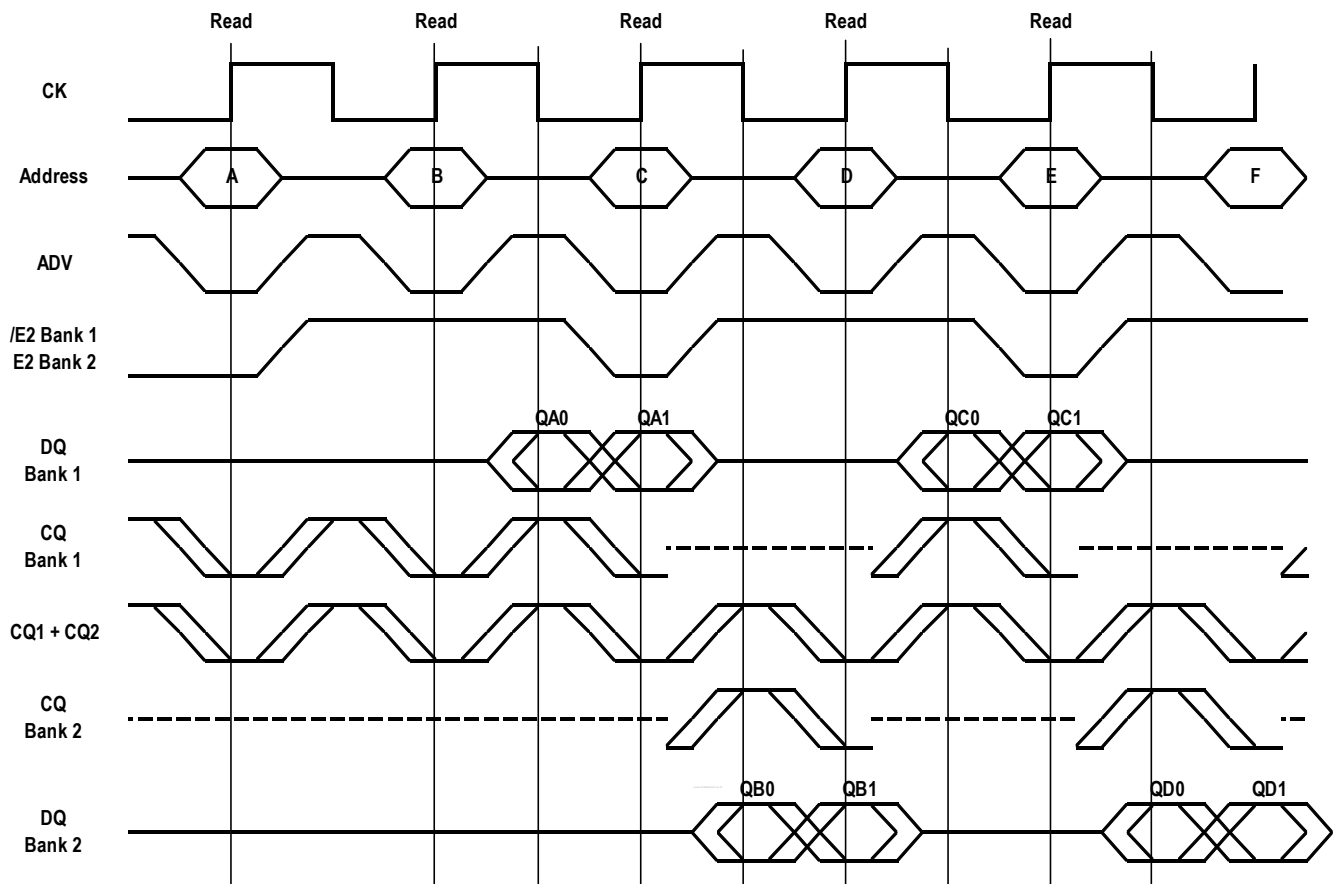 Read Read Read Read Read
CK
Address A B C D E F
ADV
/E2 Bank 1
E2 Bank 2
QA0 QA1 QC0 QC1
DQ
Bank 1
CQ
Bank 1
CQ1 + CQ2
CQ
Bank 2
QB0 QB1 QD0 QD1
DQ
Bank 2